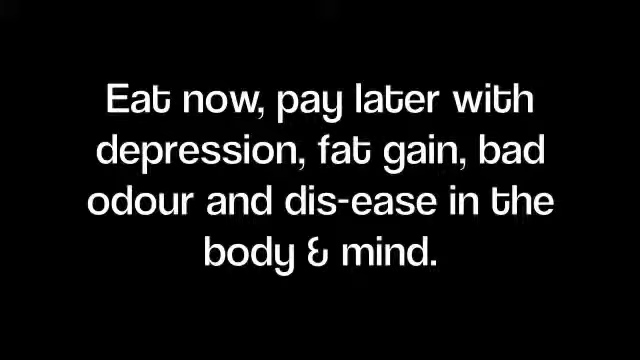 Eat now, pay later with
depression, fat gain, bad
odour and dis-ease in the
body & mind.